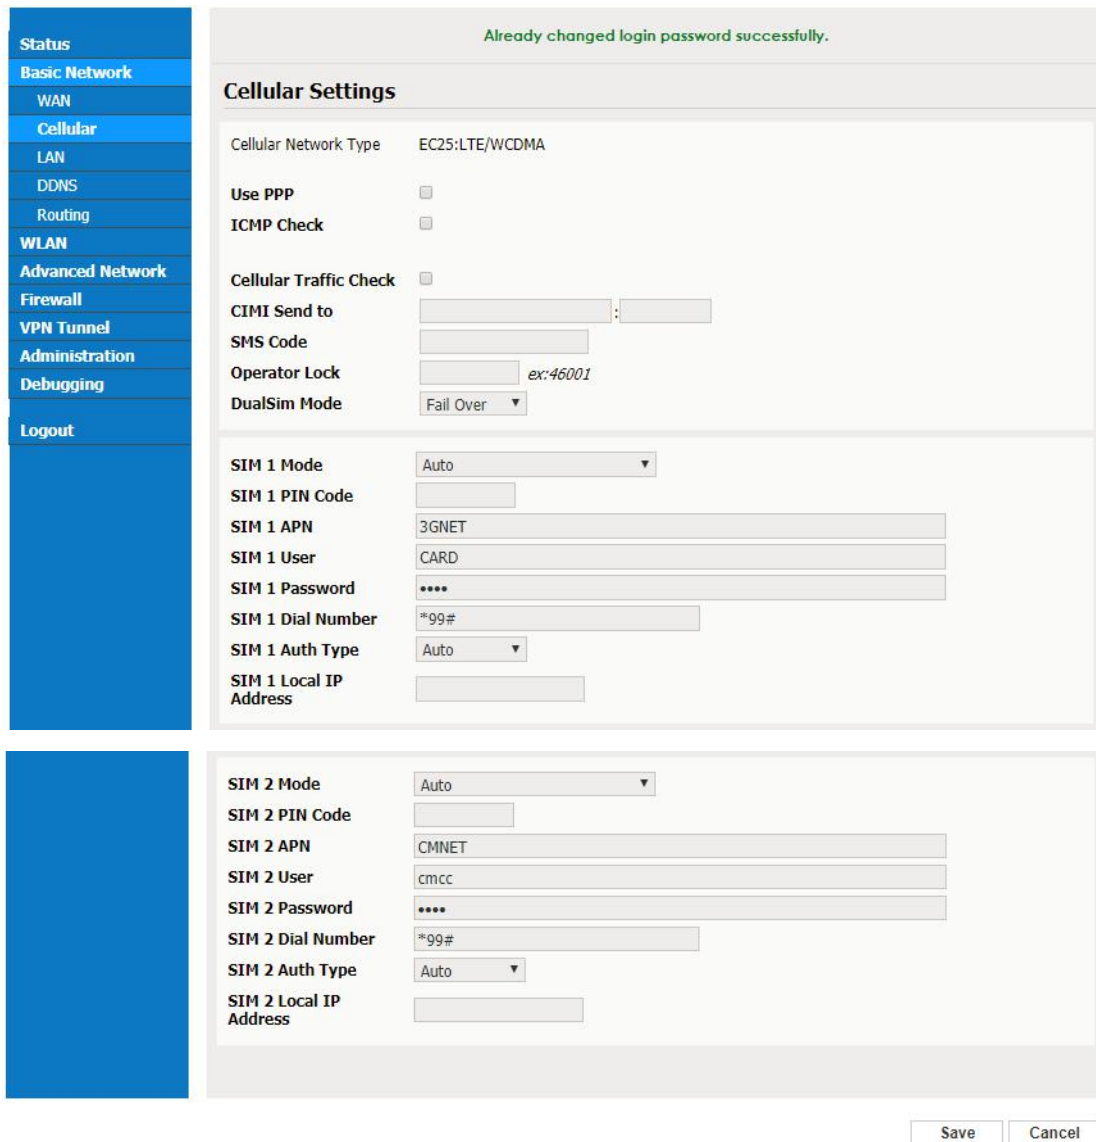 Already changed login password successfully.
Status
Basic Network
WAN
Cellular
LAN
DDNS
Routing
WLAN
Advanced Network
Firewall
VPN Tunnel
Administration
Debugging
Logout
Cellular Settings
Cellular Network Type EC25:LTE/WCDMA
Use PPP
ICMP Check
Cellular Traffic Check
CIMI Send to :
SMS Code
Operator Lock ex:46001
DualSim Mode Fail Over ▼
SIM 1 Mode Auto ▼
SIM 1 PIN Code
SIM 1 APN 3GNET
SIM 1 User CARD
SIM 1 Password ••••
SIM 1 Dial Number *99#
SIM 1 Auth Type Auto ▼
SIM 1 Local IP
Address
SIM 2 Mode Auto ▼
SIM 2 PIN Code
SIM 2 APN CMNET
SIM 2 User cmcc
SIM 2 Password ••••
SIM 2 Dial Number *99#
SIM 2 Auth Type Auto ▼
SIM 2 Local IP
Address
Save Cancel